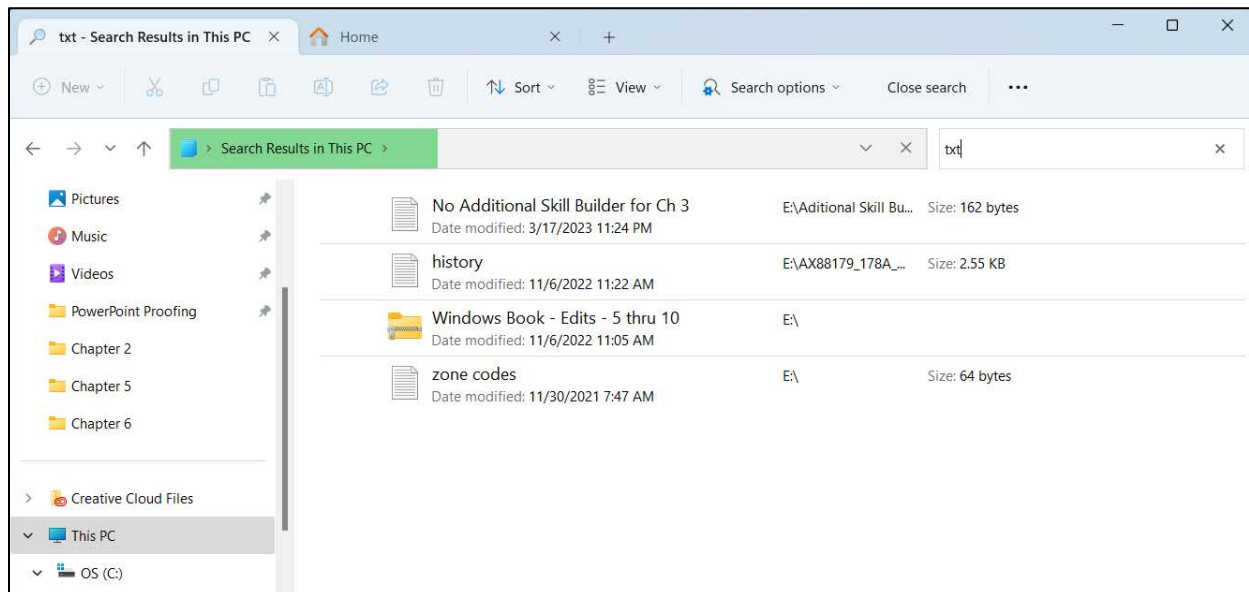 txt - Search Results in This PC
Home
New
Sort
View
Search options
Close search
Search Results in This PC
txt
Pictures
Music
Videos
PowerPoint Proofing
Chapter 2
Chapter 5
Chapter 6
Creative Cloud Files
This PC
OS (C:)
No Additional Skill Builder for Ch 3
Date modified: 3/17/2023 11:24 PM
E:\Aditional Skill Bu...
Size: 162 bytes
history
Date modified: 11/6/2022 11:22 AM
E:\AX88179_178A_...
Size: 2.55 KB
Windows Book - Edits - 5 thru 10
Date modified: 11/6/2022 11:05 AM
E:\
zone codes
Date modified: 11/30/2021 7:47 AM
E:\
Size: 64 bytes